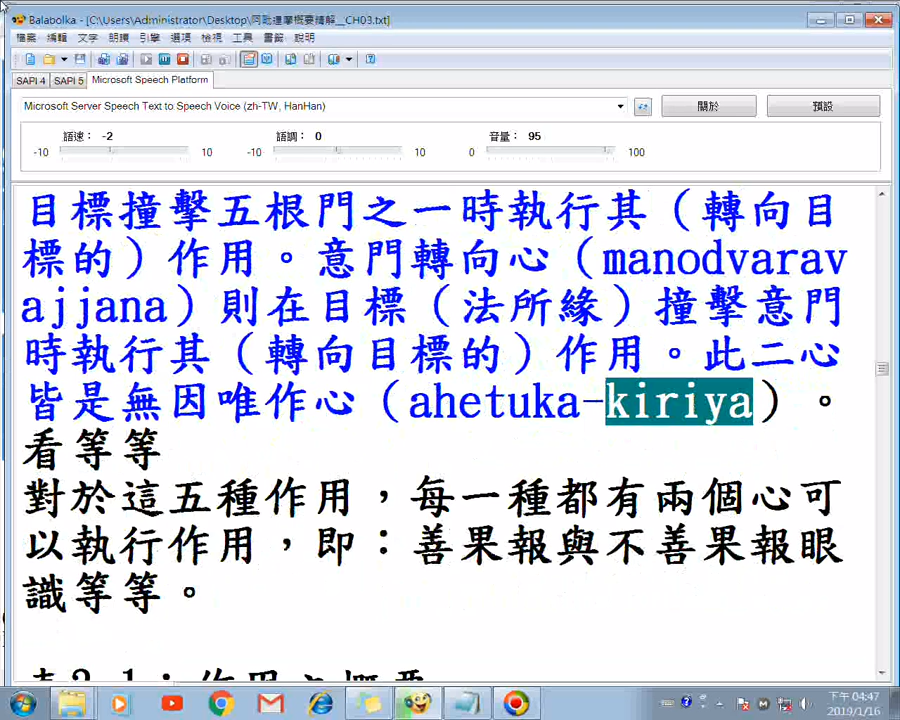 Balabolka - [C:\Users\Administrator\Desktop\阿毗達摩概要精解__CH03.txt]
檔案 編輯 文字 朗讀 引擎 選項 檢視 工具 書籤 說明
SAPI 4 SAPI 5 Microsoft Speech Platform
Microsoft Server Speech Text to Speech Voice (zh-TW, HanHan) 關於 預設
語速： -2 語調： 0 音量： 95
-10 10 -10 10 0 100
目標撞擊五根門之一時執行其（轉向目
標的）作用。意門轉向心（manodvarav
ajjana）則在目標（法所緣）撞擊意門
時執行其（轉向目標的）作用。此二心
皆是無因唯作心（ahetuka-kiriya）。
看等等
對於這五種作用，每一種都有兩個心可
以執行作用，即：善果報與不善果報眼
識等等。
下午 04:47
2019/1/16